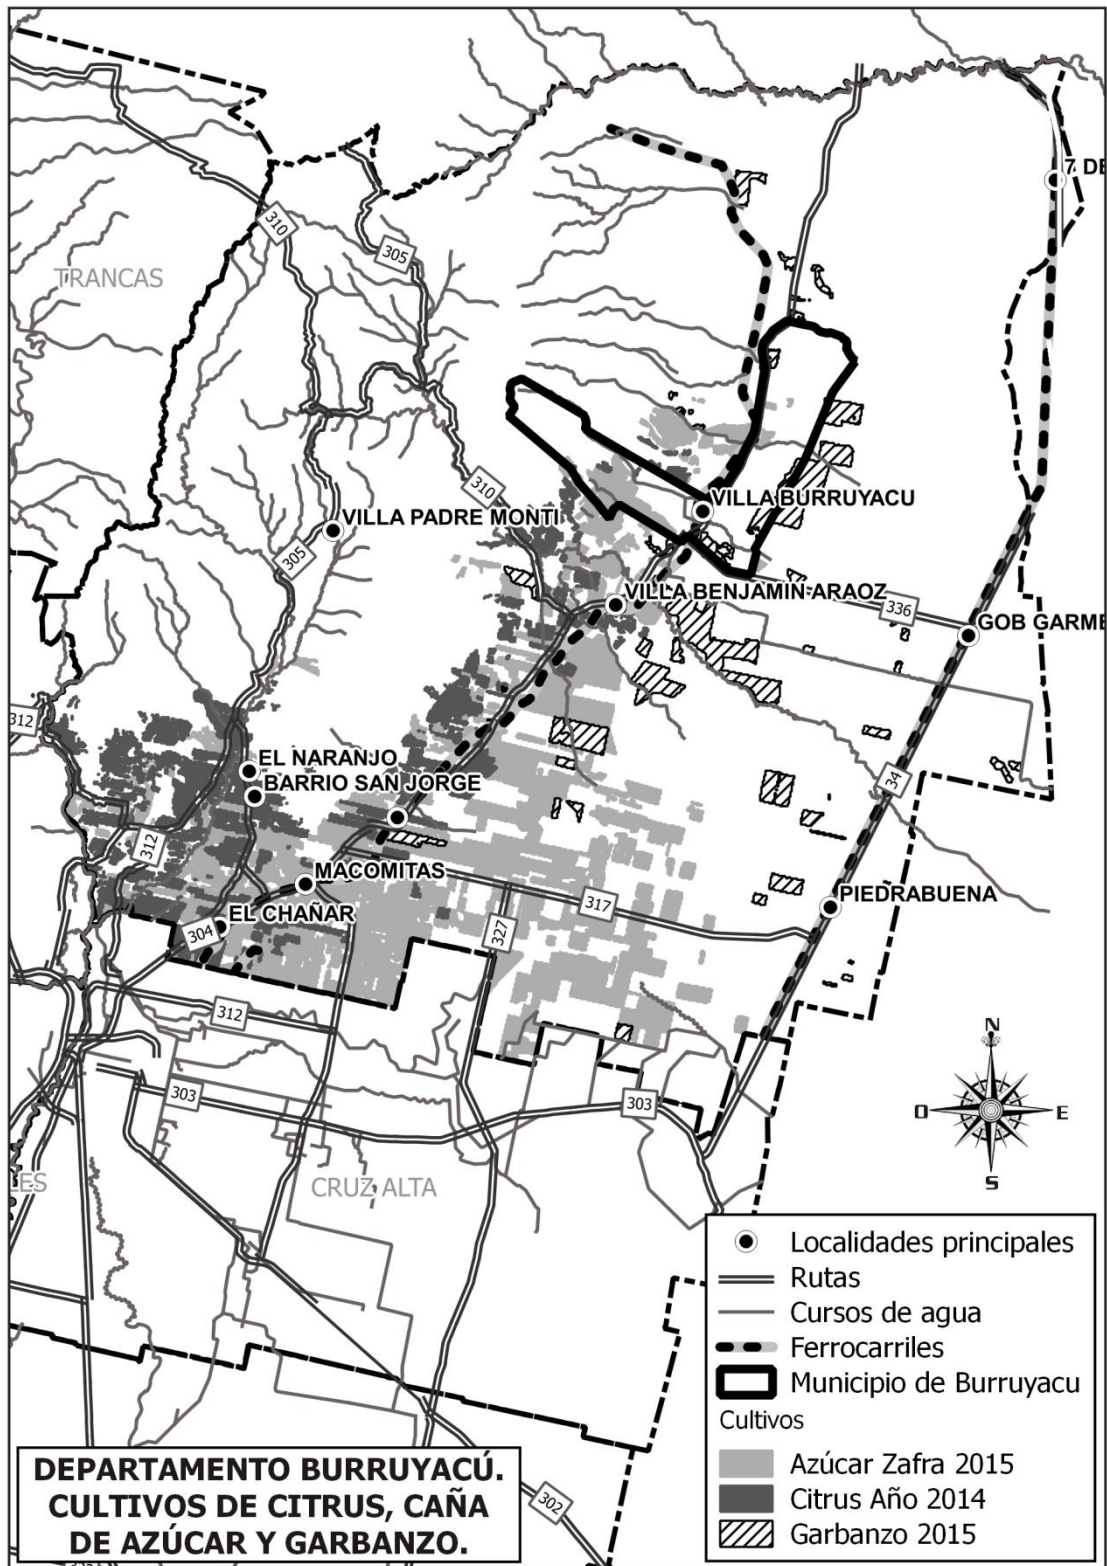 310
305
7 DE
TRANCAS
310
VILLA BURRUYACU
VILLA PADRE MONTI
305
VILLA BENJAMIN ARAOZ
336
GOB GARME
312
EL NARANJO
BARRIO SAN JORGE
34
312
MACOMITAS
317
PIEDRABUENA
EL CHAÑAR
304
327
312
N
303
303
O
E
S
LES
CRUZ ALTA
Localidades principales
Rutas
Cursos de agua
Ferrocarriles
Municipio de Burruyacu
Cultivos
Azúcar Zafra 2015
Citrus Año 2014
Garbanzo 2015
DEPARTAMENTO BURRUYACÚ.
CULTIVOS DE CITRUS, CAÑA
DE AZÚCAR Y GARBANZO.
302